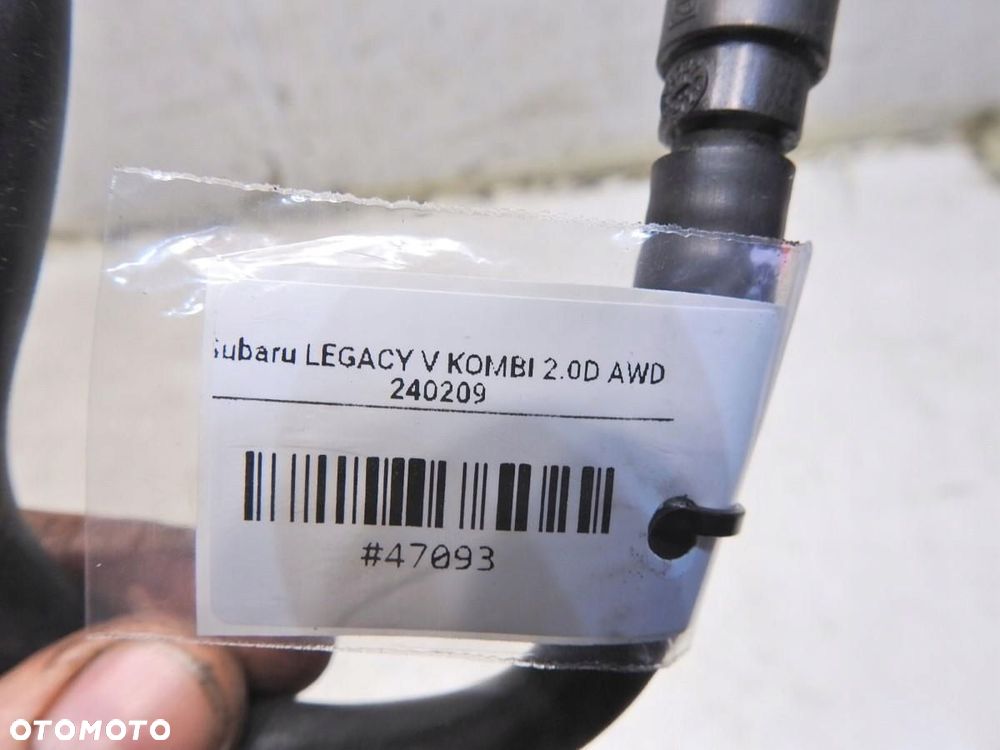 Subaru LEGACY V KOMBI 2.0D AWD
240209
#47093
OTOMOTO